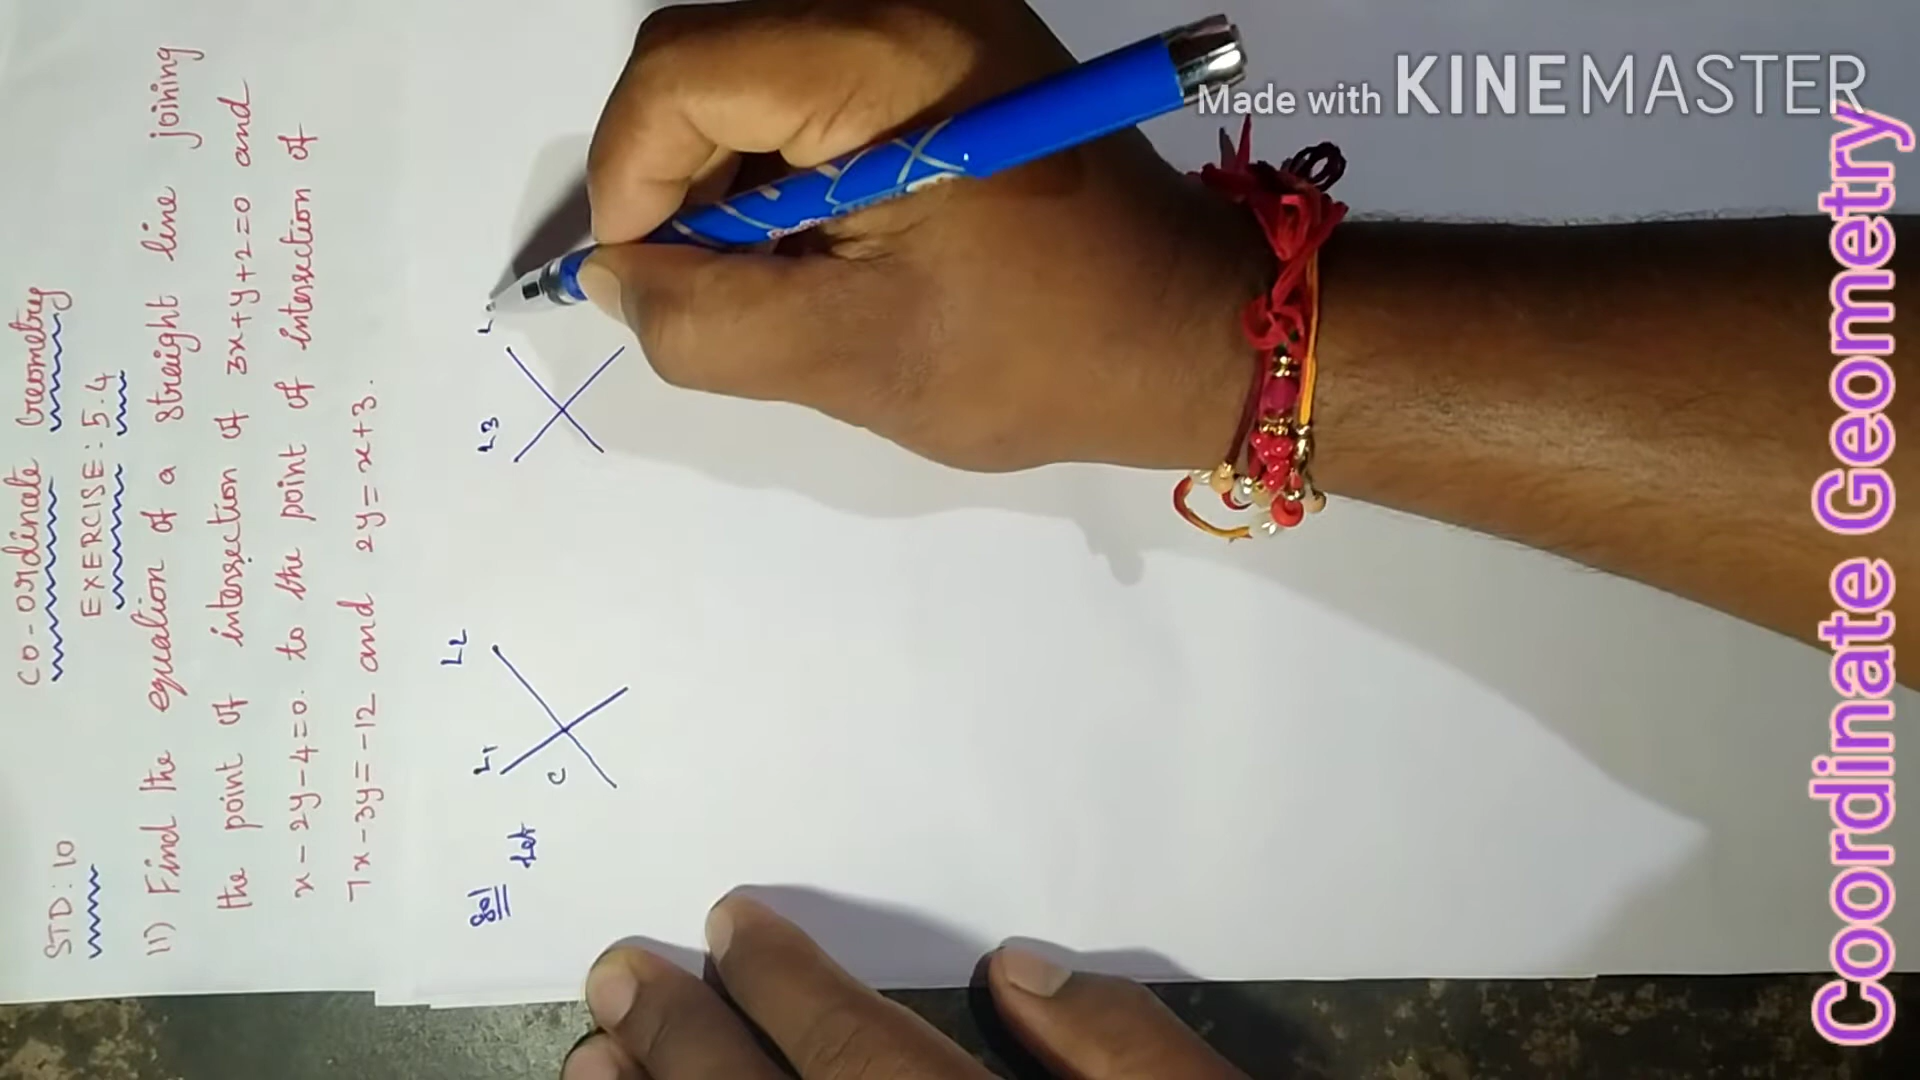 STD: 10
CO-ordinate Geometry
EXERCISE: 5.4
11) Find the equation of a straight line joining
the point of intersection of 3x+y+2=0 and
x-2y-4=0. to the point of intersection of
7x-3y=-12 and 2y=x+3.
Sol
Let
L1
L2
C
L3
L
Made with KINEMASTER
Coordinate Geometry